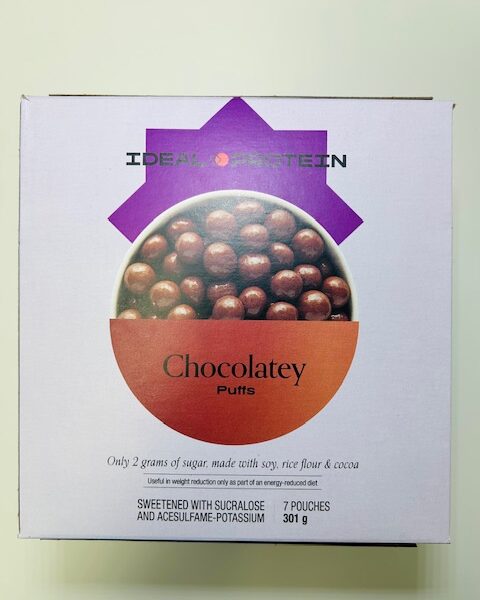 IDEAL PROTEIN
Chocolatey
Puffs
Only 2 grams of sugar, made with soy, rice flour & cocoa
Useful in weight reduction only as part of an energy-reduced diet
SWEETENED WITH SUCRALOSE
AND ACESULFAME-POTASSIUM
7 POUCHES
301 g